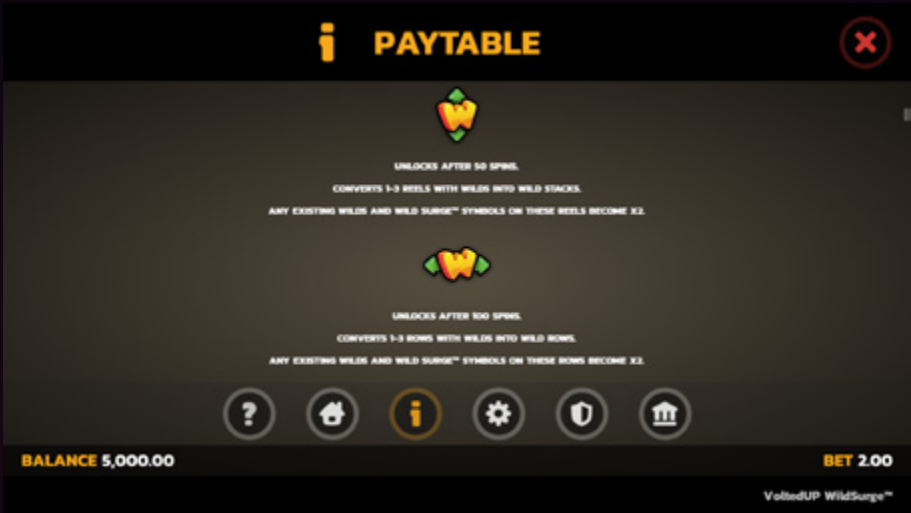 i PAYTABLE
W
UNLOCKS AFTER 50 SPINS.
CONVERTS 1-3 REELS WITH WILDS INTO WILD STACKS.
ANY EXISTING WILDS AND WILD SURGE™ SYMBOLS ON THESE REELS BECOME X2.
W
UNLOCKS AFTER 100 SPINS.
CONVERTS 1-3 ROWS WITH WILDS INTO WILD ROWS.
ANY EXISTING WILDS AND WILD SURGE™ SYMBOLS ON THESE ROWS BECOME X2.
? i
BALANCE 5,000.00 BET 2.00
VoltedUP WildSurge™